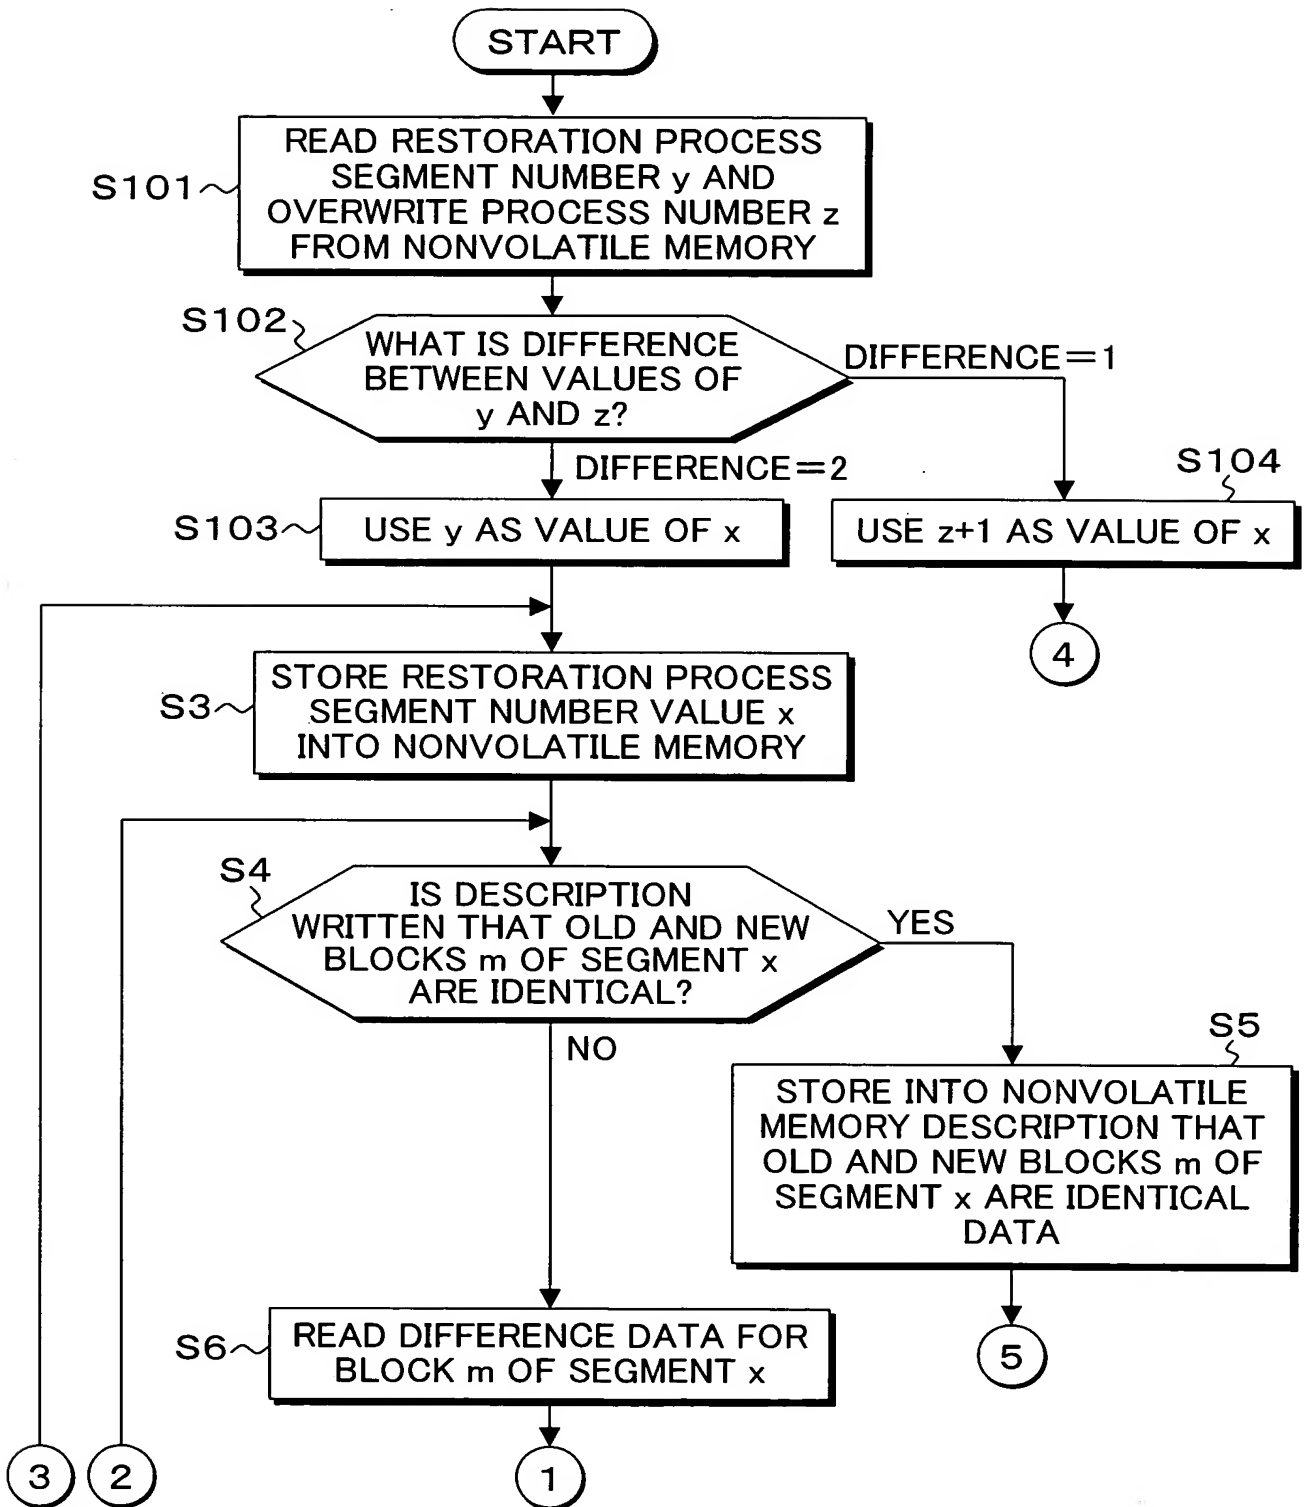 START
S101
READ RESTORATION PROCESS
SEGMENT NUMBER y AND
OVERWRITE PROCESS NUMBER z
FROM NONVOLATILE MEMORY
S102
WHAT IS DIFFERENCE
BETWEEN VALUES OF
y AND z?
DIFFERENCE=1
DIFFERENCE=2
S103
USE y AS VALUE OF x
S104
USE z+1 AS VALUE OF x
4
S3
STORE RESTORATION PROCESS
SEGMENT NUMBER VALUE x
INTO NONVOLATILE MEMORY
S4
IS DESCRIPTION
WRITTEN THAT OLD AND NEW
BLOCKS m OF SEGMENT x
ARE IDENTICAL?
YES
NO
S5
STORE INTO NONVOLATILE
MEMORY DESCRIPTION THAT
OLD AND NEW BLOCKS m OF
SEGMENT x ARE IDENTICAL
DATA
5
S6
READ DIFFERENCE DATA FOR
BLOCK m OF SEGMENT x
3
2
1